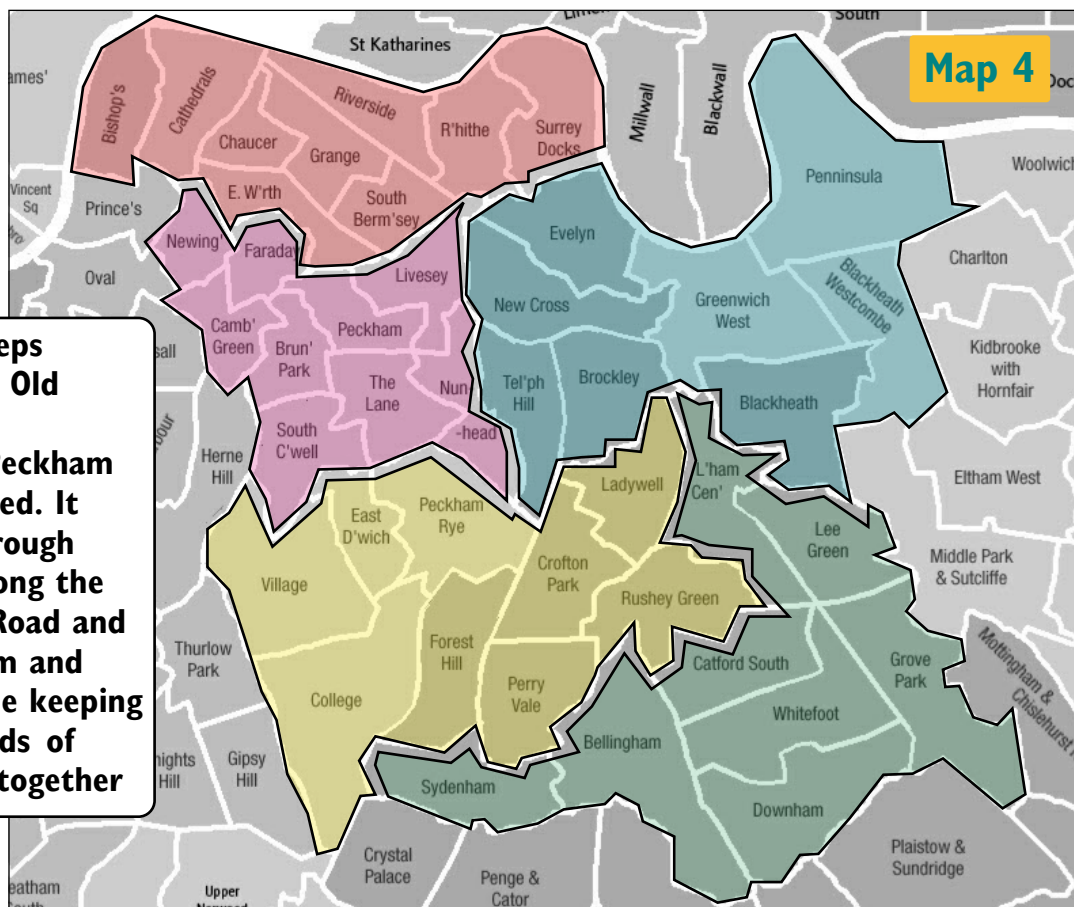 Map 4
South
St Katharines
ames'
Bishop's
Cathedrals
Riverside
R'hithe
Surrey
Docks
Chaucer
Grange
E. W'rth
South
Berm'sey
Millwall
Blackwall
Penninsula
Woolwich
Vincent
Sq
Prince's
Newing'
Faraday
Livesey
Evelyn
Oval
Charlton
Blackheath
Westcombe
New Cross
Greenwich
West
Camb'
Green
Brun'
Park
Peckham
The
Lane
Nun-
-head
Tel'ph
Hill
Brockley
Blackheath
Kidbrooke
with
Hornfair
South
C'well
Herne
Hill
Eltham West
L'ham
Cen'
Ladywell
Lee
Green
East
D'wich
Peckham
Rye
Village
Crofton
Park
Rushey Green
Middle Park
& Sutcliffe
eps
Old
Peckham
ed. It
rough
ong the
Road and
m and
e keeping
ds of
together
Thurlow
Park
College
Forest
Hill
Perry
Vale
Catford South
Grove
Park
Mottingham &
Chislehurst
Whitefoot
Bellingham
nights
Hill
Gipsy
Hill
Sydenham
Downham
Crystal
Palace
Penge &
Cator
Plaistow &
Sundridge
eatham
Upper